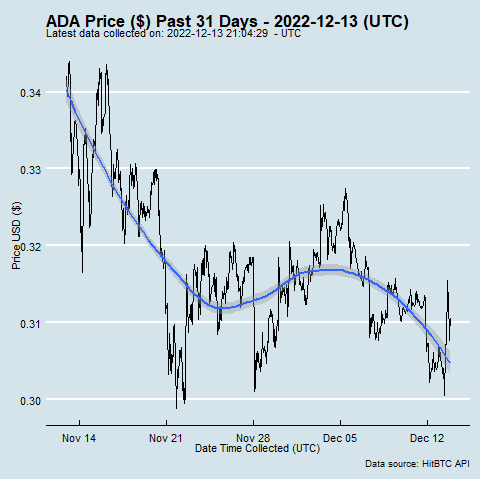 ADA Price ($) Past 31 Days - 2022-12-13 (UTC)
Latest data collected on: 2022-12-13 21:04:29 - UTC
Price USD ($)
0.34
0.33
0.32
0.31
0.30
Nov 14
Nov 21
Nov 28
Dec 05
Dec 12
Date Time Collected (UTC)
Data source: HitBTC API